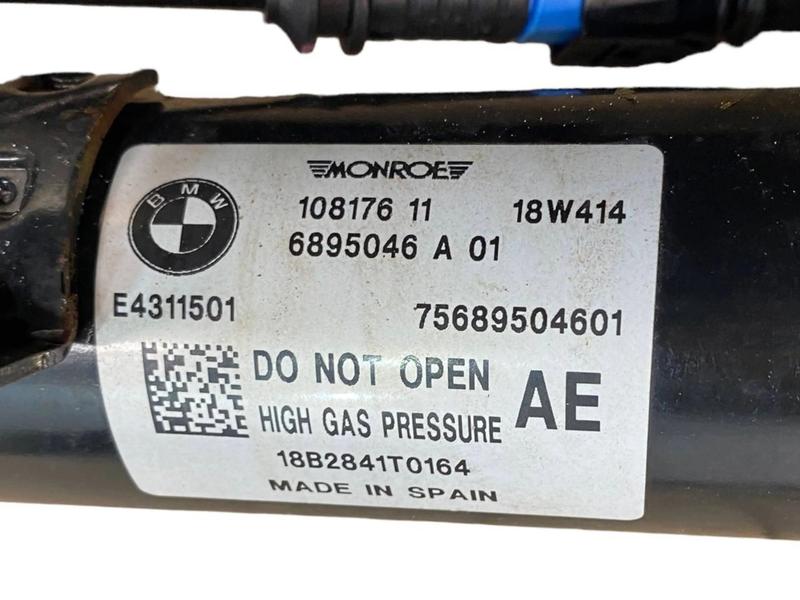 MONROE
BMW
108176 11 18W414
6895046 A 01
E4311501 75689504601
DO NOT OPEN
HIGH GAS PRESSURE AE
18B2841T0164
MADE IN SPAIN